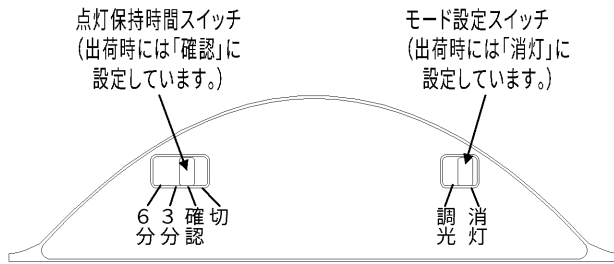 点灯保持時間スイッチ
（出荷時には「確認」に
設定しています。）
モード設定スイッチ
（出荷時には「消灯」に
設定しています。）
6分
3分
確認
切
調光
消灯